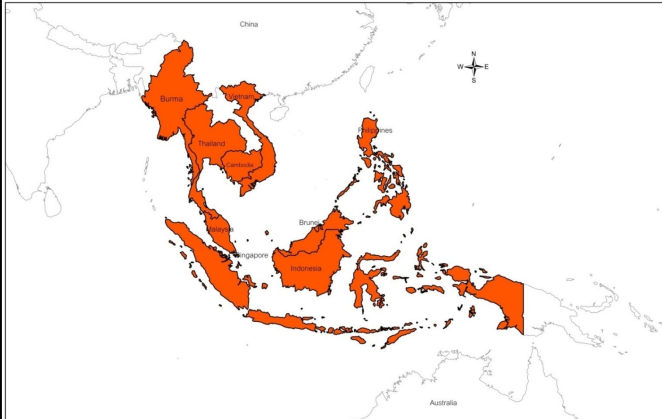 China
N
W E
S
Burma
Vietnam
Philippines
Thailand
Cambodia
Brunei
Malaysia
Singapore
Indonesia
Australia